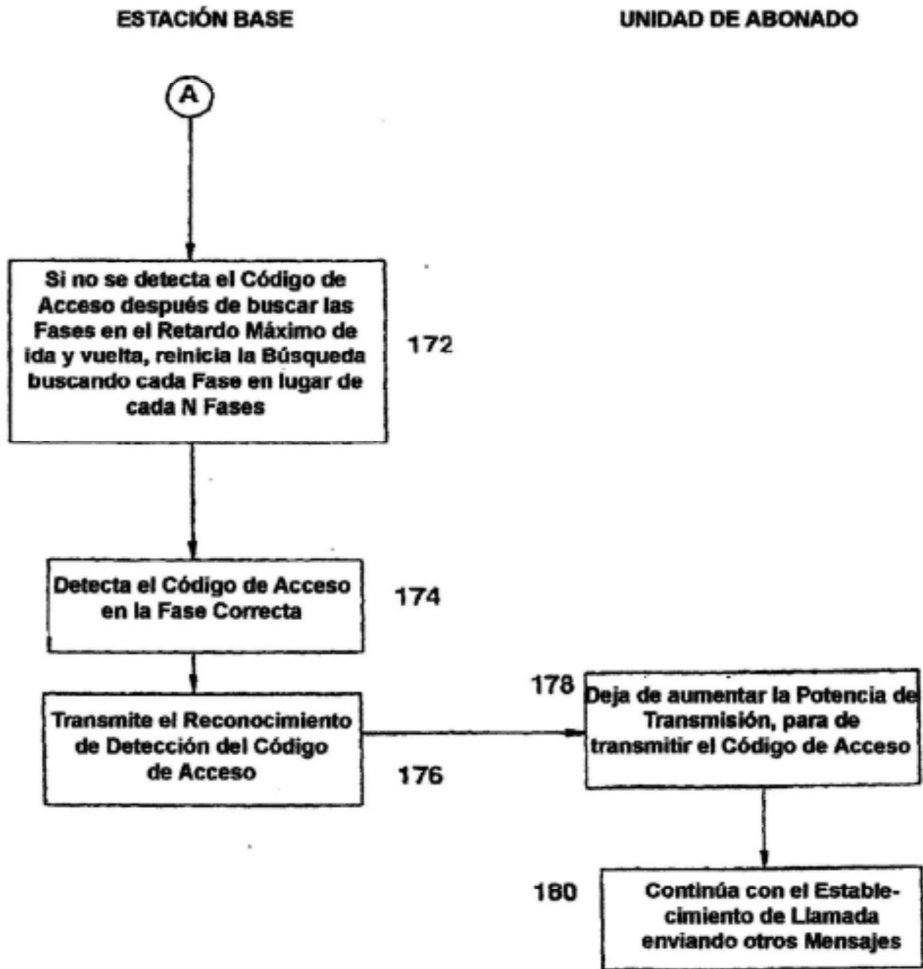 ESTACIÓN BASE
UNIDAD DE ABONADO
A
Si no se detecta el Código de
Acceso después de buscar las
Fases en el Retardo Máximo de
ida y vuelta, reinicia la Búsqueda
buscando cada Fase en lugar de
cada N Fases
172
Detecta el Código de Acceso
en la Fase Correcta
174
Transmite el Reconocimiento
de Detección del Código
de Acceso
176
178
Deja de aumentar la Potencia de
Transmisión, para de
transmitir el Código de Acceso
180
Continúa con el Estable-
cimiento de Llamada
enviando otros Mensajes